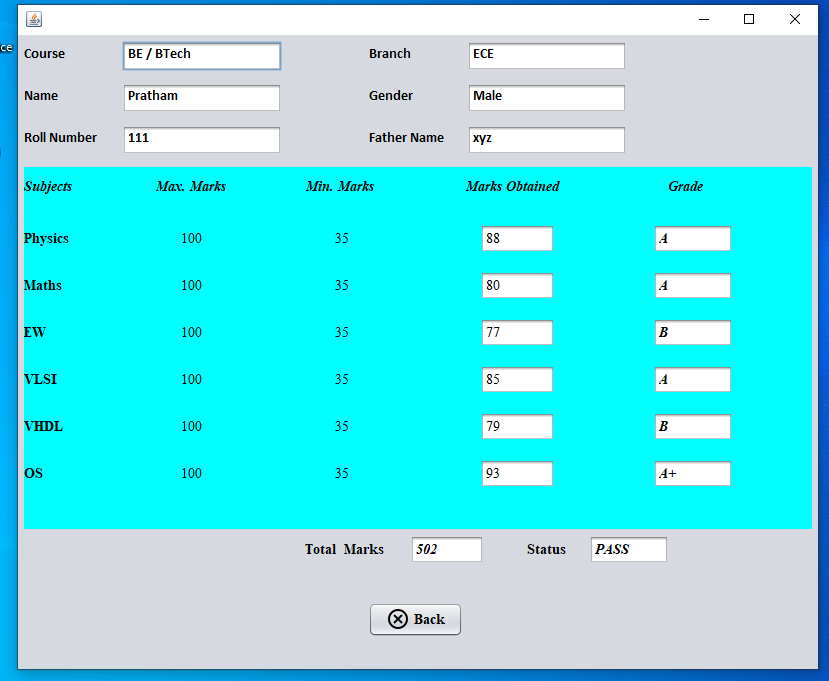 ce
Course BE / BTech Branch ECE
Name Pratham Gender Male
Roll Number 111 Father Name xyz
Subjects Max. Marks Min. Marks Marks Obtained Grade
Physics 100 35 88 A
Maths 100 35 80 A
EW 100 35 77 B
VLSI 100 35 85 A
VHDL 100 35 79 B
OS 100 35 93 A+
Total Marks 502 Status PASS
Back